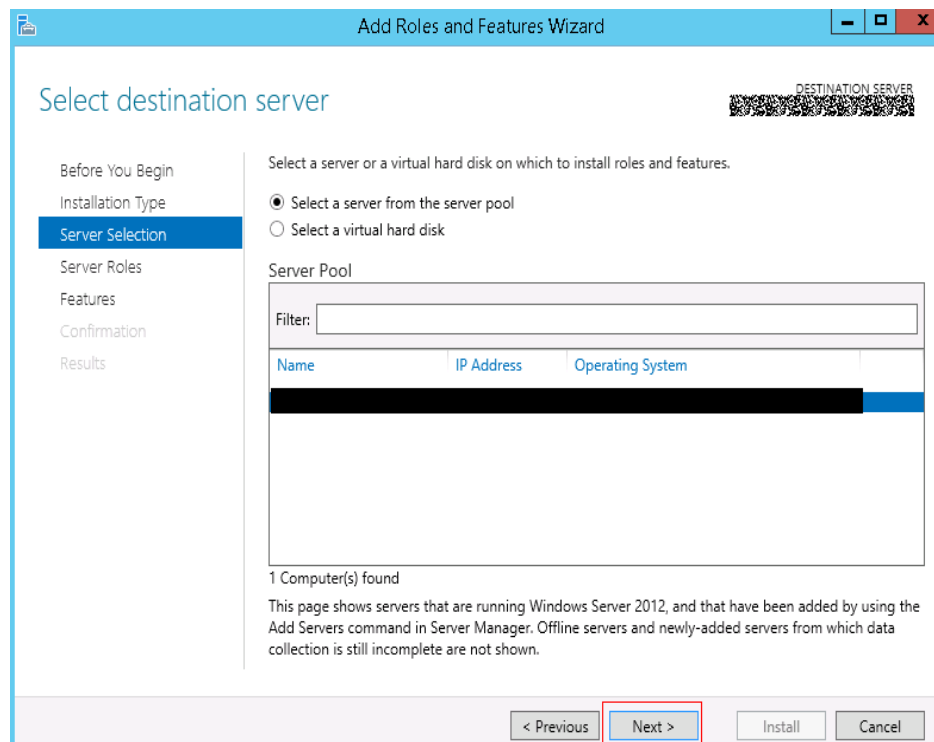 Add Roles and Features Wizard
Select destination server
DESTINATION SERVER
Before You Begin
Installation Type
Server Selection
Server Roles
Features
Confirmation
Results
Select a server or a virtual hard disk on which to install roles and features.
Select a server from the server pool
Select a virtual hard disk
Server Pool
Filter:
Name IP Address Operating System
1 Computer(s) found
This page shows servers that are running Windows Server 2012, and that have been added by using the
Add Servers command in Server Manager. Offline servers and newly-added servers from which data
collection is still incomplete are not shown.
< Previous Next > Install Cancel